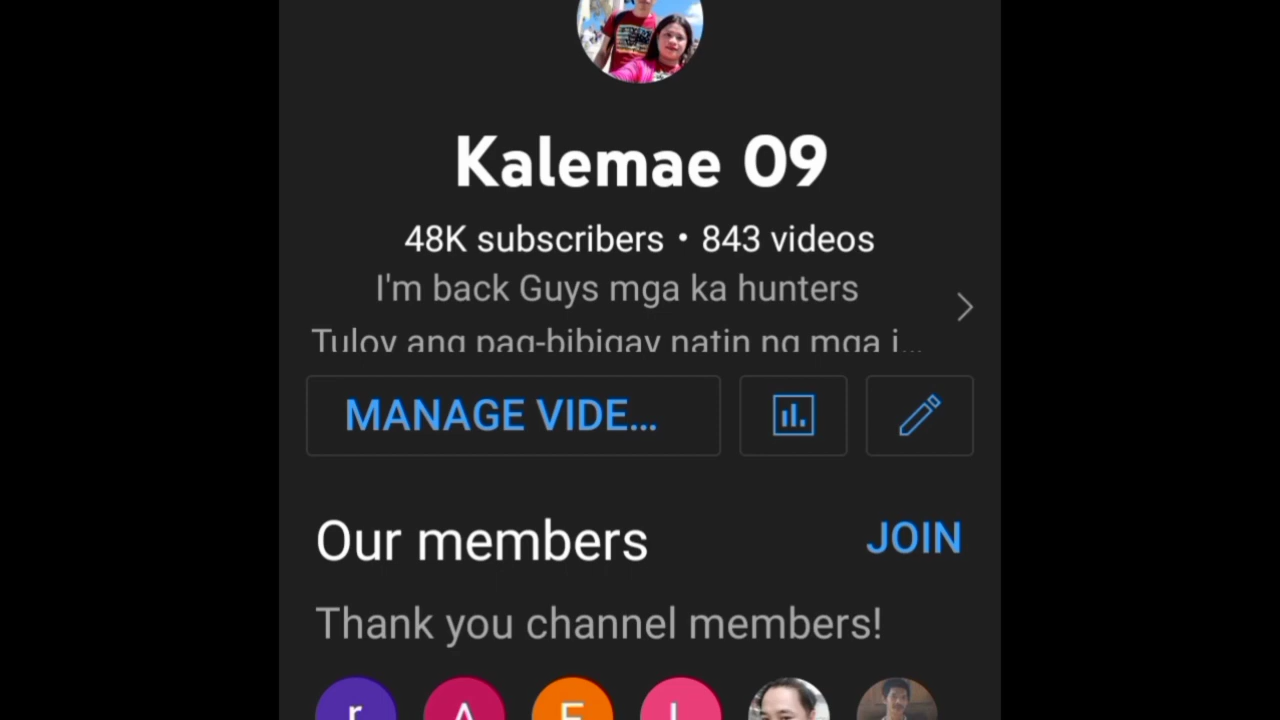 Kalemae 09
48K subscribers • 843 videos
I'm back Guys mga ka hunters
Tuloy ang pag-bibigay natin ng mga i...
MANAGE VIDE...
Our members
JOIN
Thank you channel members!
r A F L